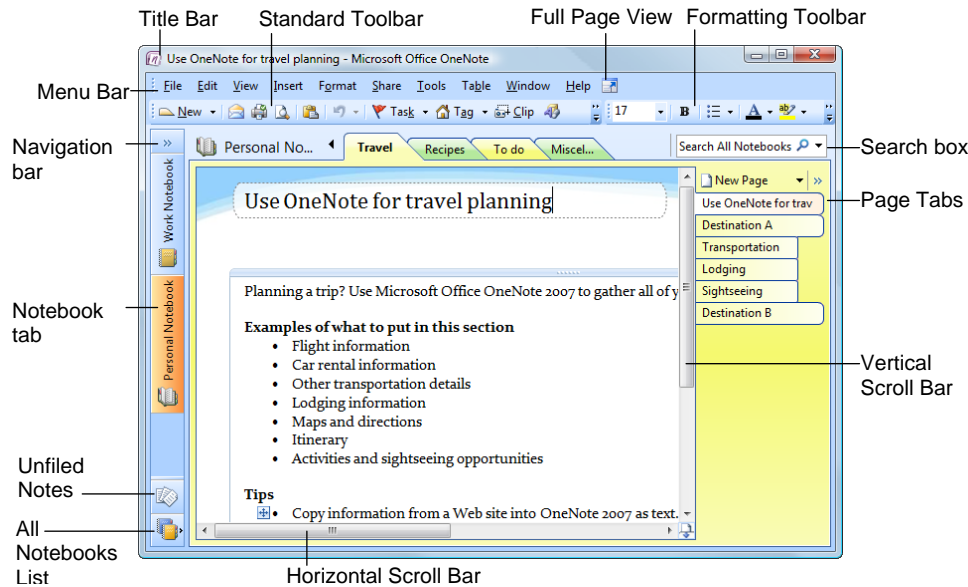 Title Bar Standard Toolbar Full Page View Formatting Toolbar
Use OneNote for travel planning - Microsoft Office OneNote
Menu Bar
File Edit View Insert Format Share Tools Table Window Help
New Task Tag Clip 17 B A ab
Navigation
bar
Personal No... Travel Recipes To do Miscel... Search All Notebooks
Search box
Work Notebook
Use OneNote for travel planning
New Page
Use OneNote for trav
Page Tabs
Destination A
Transportation
Lodging
Sightseeing
Destination B
Notebook
tab
Personal Notebook
Planning a trip? Use Microsoft Office OneNote 2007 to gather all of y
Examples of what to put in this section
• Flight information
• Car rental information
• Other transportation details
• Lodging information
• Maps and directions
• Itinerary
• Activities and sightseeing opportunities
Vertical
Scroll Bar
Unfiled
Notes
Tips
• Copy information from a Web site into OneNote 2007 as text.
All
Notebooks
List
Horizontal Scroll Bar